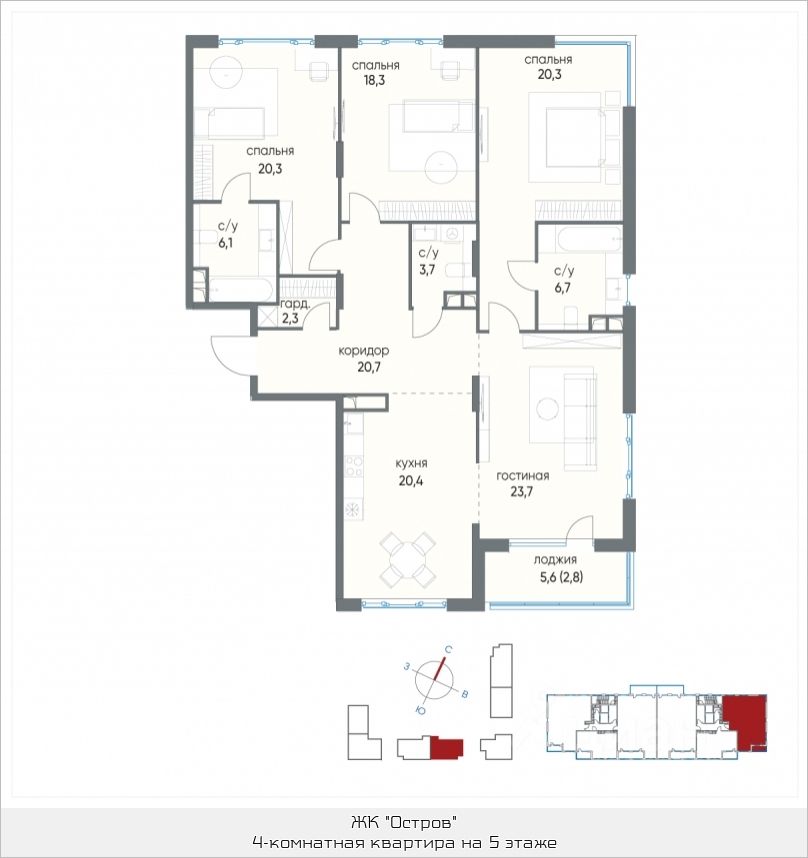 спальня
18,3
спальня
20,3
спальня
20,3
с/у
6,1
с/у
3,7
с/у
6,7
гард.
2,3
коридор
20,7
кухня
20,4
гостиная
23,7
лоджия
5,6 (2,8)
С
З
В
Ю
ЖК "Остров"
4-комнатная квартира на 5 этаже